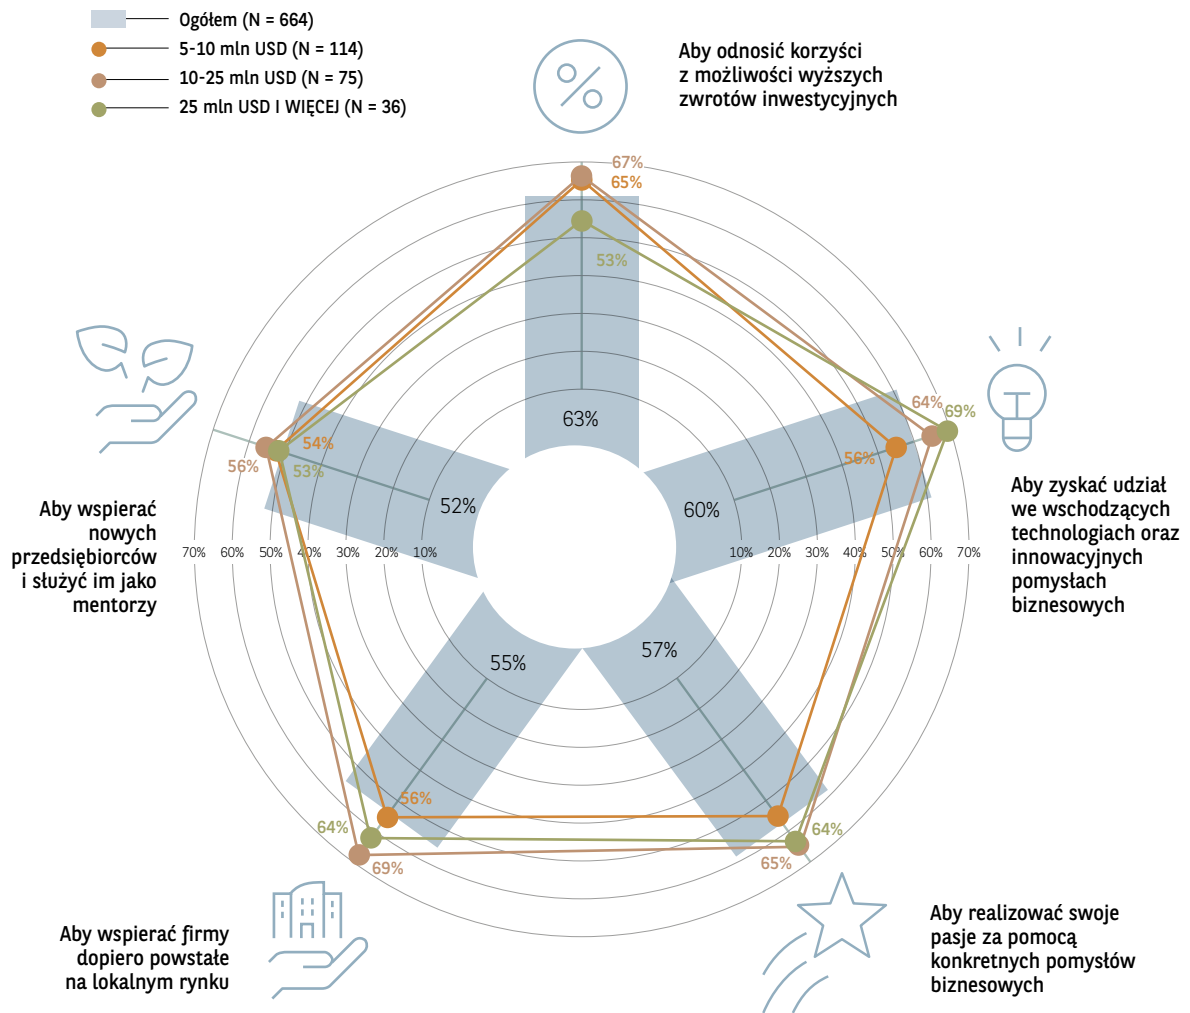 Ogółem (N = 664)
5-10 mln USD (N = 114)
10-25 mln USD (N = 75)
25 mln USD I WIĘCEJ (N = 36)
Aby odnosić korzyści
z możliwości wyższych
zwrotów inwestycyjnych
67%
65%
53%
63%
64%
69%
56%
60%
Aby zyskać udział
we wschodzących
technologiach oraz
innowacyjnych
pomysłach
biznesowych
54%
56%
53%
52%
Aby wspierać
nowych
przedsiębiorców
i służyć im jako
mentorzy
70% 60% 50% 40% 30% 20% 10%
10% 20% 30% 40% 50% 60% 70%
55%
57%
56%
64%
69%
64%
65%
Aby wspierać firmy
dopiero powstałe
na lokalnym rynku
Aby realizować swoje
pasje za pomocą
konkretnych pomysłów
biznesowych